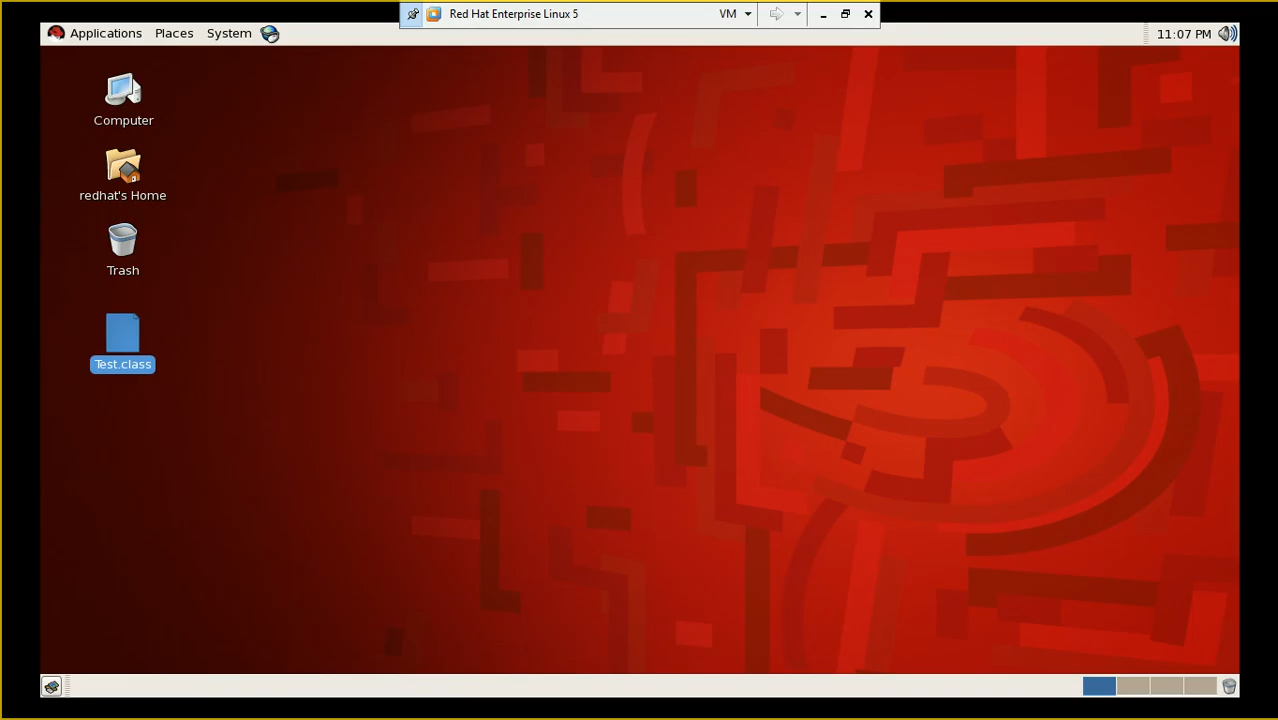 Red Hat Enterprise Linux 5
VM
Applications Places System
11:07 PM
Computer
redhat's Home
Trash
Test.class